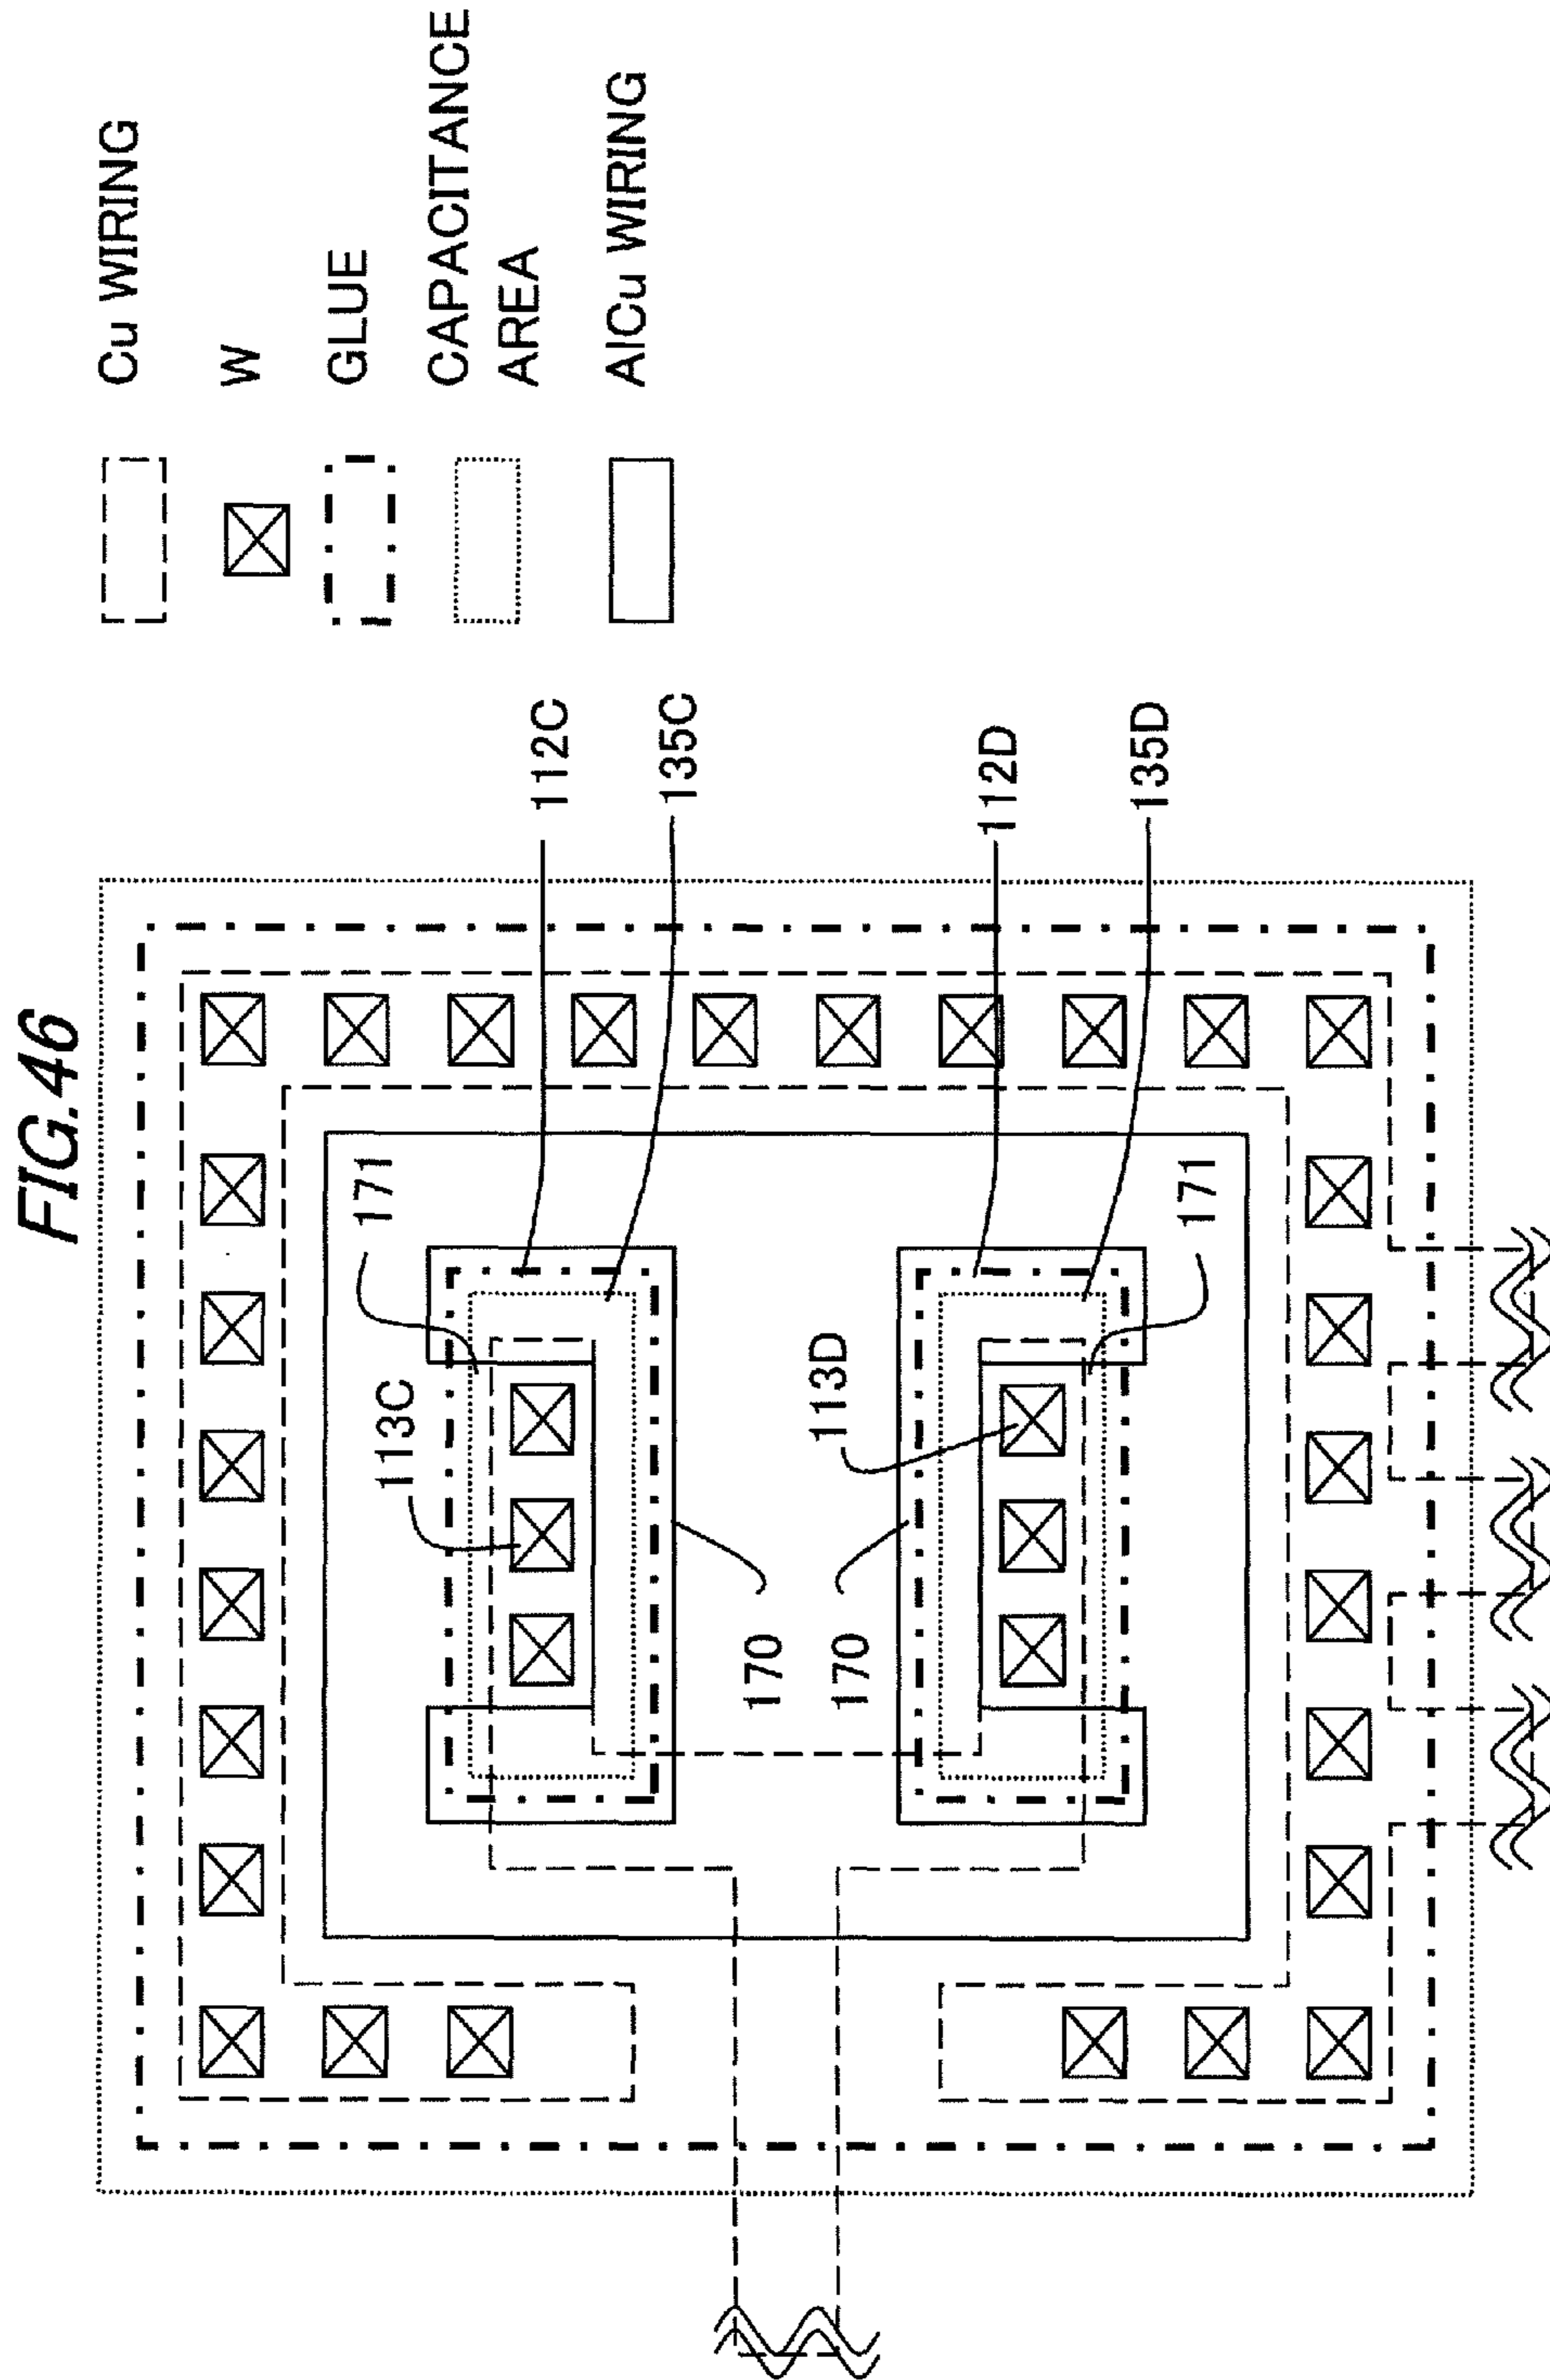 FIG.46
Cu WIRING
W
GLUE
CAPACITANCE
AREA
AlCu WIRING
112C
135C
112D
135D
171
171
113C
113D
170
170